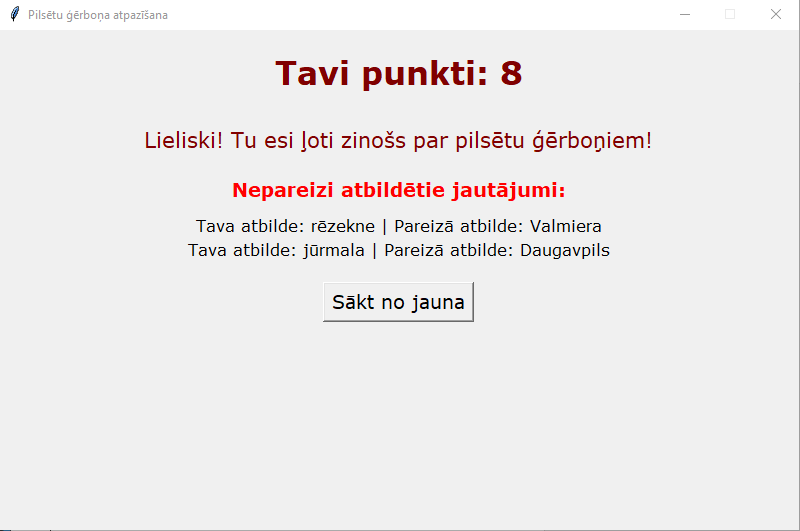 Pilsētu ģērboņa atpazīšana
Tavi punkti: 8
Lieliski! Tu esi ļoti zinošs par pilsētu ģērboņiem!
Nepareizi atbildētie jautājumi:
Tava atbilde: rēzekne | Pareizā atbilde: Valmiera
Tava atbilde: jūrmala | Pareizā atbilde: Daugavpils
Sākt no jauna